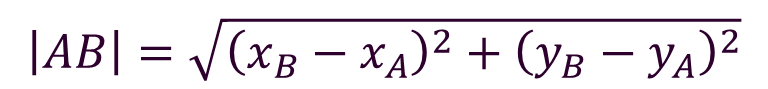 |AB| = √((x_B − x_A)² + (y_B − y_A)²)